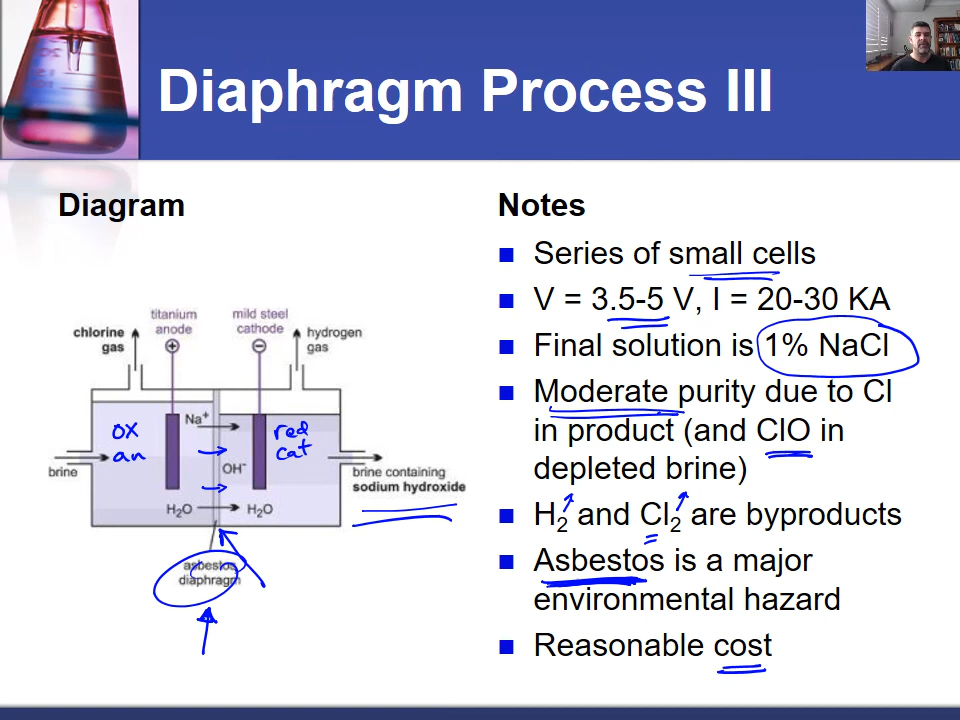 Diaphragm Process III
Diagram
titanium
anode
mild steel
cathode
chlorine
gas
hydrogen
gas
+
−
Na⁺
ox
an
red
cat
OH⁻
brine
brine containing
sodium hydroxide
H₂O
H₂O
asbestos
diaphragm
Notes
Series of small cells
V = 3.5-5 V, I = 20-30 KA
Final solution is 1% NaCl
Moderate purity due to Cl
in product (and ClO in
depleted brine)
H₂ and Cl₂ are byproducts
Asbestos is a major
environmental hazard
Reasonable cost